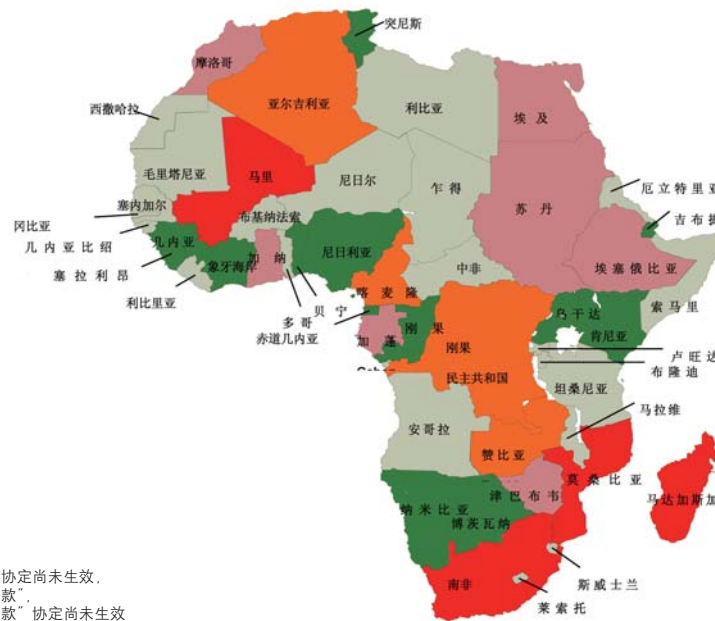 突尼斯
摩洛哥
亚尔吉利亚
利比亚
埃及
西撒哈拉
毛里塔尼亚
马里
尼日尔
乍得
苏丹
厄立特里亚
塞内加尔
冈比亚
布基纳法索
吉布提
几内亚比绍
几内亚
尼日利亚
塞拉利昂
象牙海岸
加纳
中非
埃塞俄比亚
利比里亚
喀麦隆
索马里
多哥
贝宁
赤道几内亚
加蓬
刚果
乌干达
肯尼亚
刚果
民主共和国
卢旺达
布隆迪
坦桑尼亚
马拉维
安哥拉
赞比亚
莫桑比亚
津巴布韦
马达加斯加
纳米比亚
博茨瓦纳
协定尚未生效,
款",
款" 协定尚未生效
南非
斯威士兰
莱索托